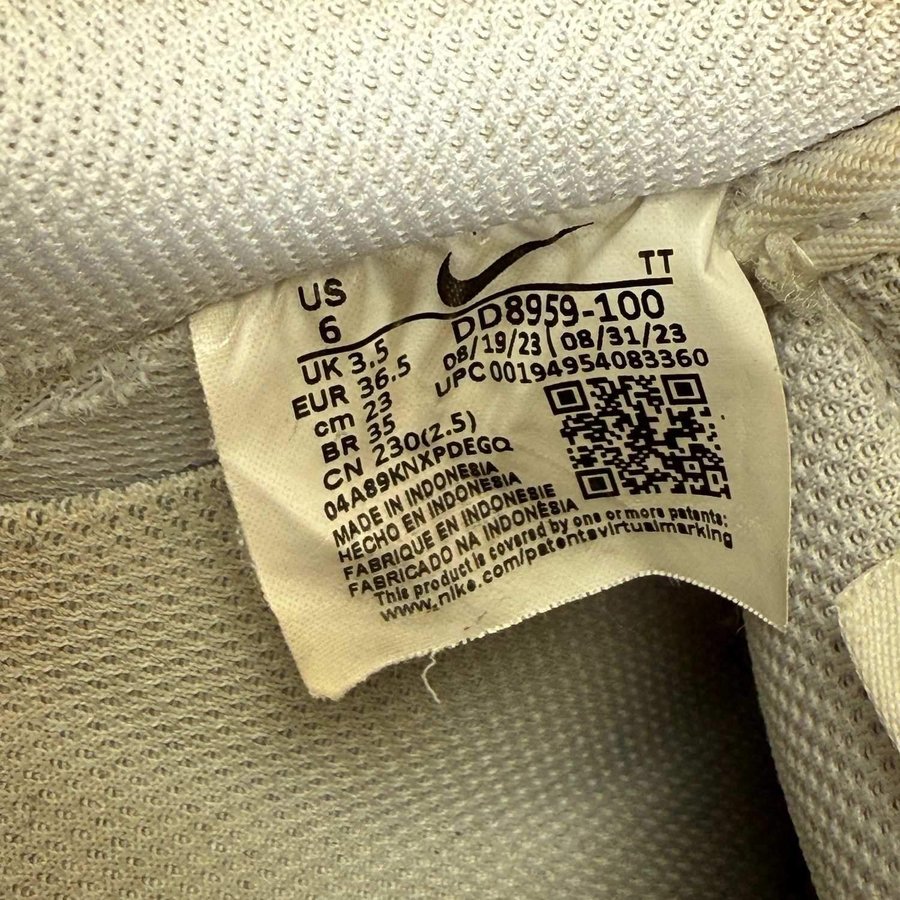 US
6
TT
DD8959-100
08/19/23 | 08/31/23
UPC 00194954083360
UK 3.5
EUR 36.5
cm 23
BR 35
CN 230(2.5)
04A89KNXPDEGQ
MADE IN INDONESIA
HECHO EN INDONESIA
FABRIQUE EN INDONESIE
FABRICADO NA INDONÉSIA
This product is covered by one or more patents:
www.nike.com/patentsvirtualmarking